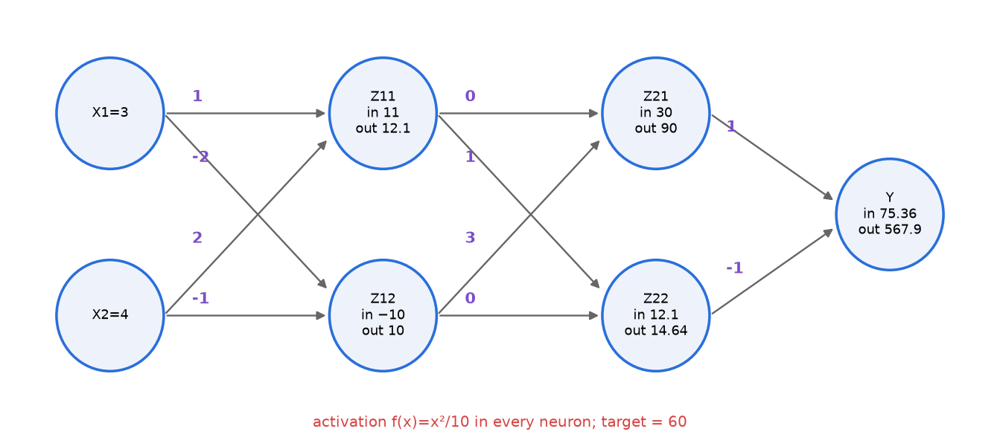 X1=3
1
-2
Z11
in 11
out 12.1
0
1
Z21
in 30
out 90
1
Y
in 75.36
out 567.9
X2=4
2
-1
Z12
in −10
out 10
3
0
Z22
in 12.1
out 14.64
-1
activation f(x)=x²/10 in every neuron; target = 60